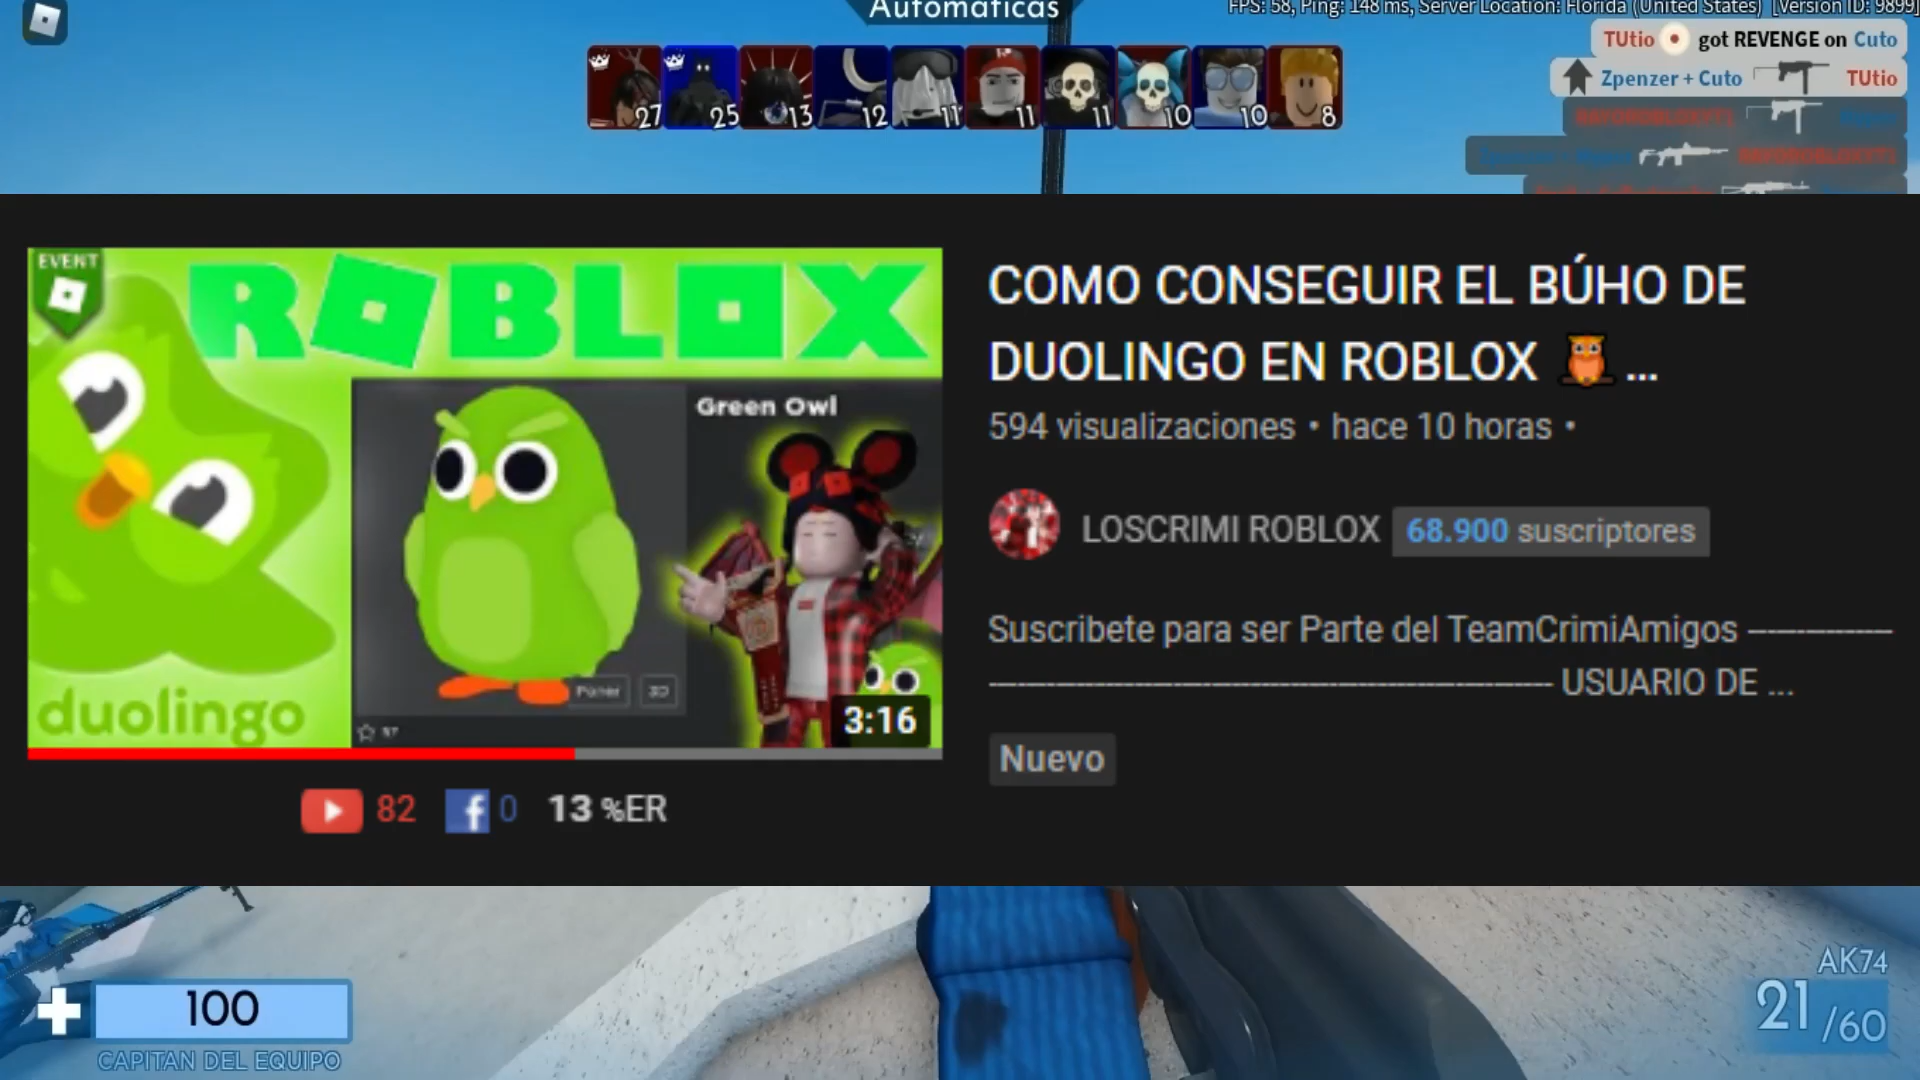 Automáticas
FPS: 58, Ping: 148 ms, Server Location: Florida (United States) [Version ID: 9899]
27 25 13 12 11 11 11 10 10 8
TUtio got REVENGE on Cuto
Zpenzer + Cuto TUtio
EVENT
ROBLOX
Green Owl
duolingo
Poner 3D
3:16
COMO CONSEGUIR EL BÚHO DE
DUOLINGO EN ROBLOX 🦉 ...
594 visualizaciones • hace 10 horas •
LOSCRIMI ROBLOX 68.900 suscriptores
Suscribete para ser Parte del TeamCrimiAmigos ---------------
---------------------------------------------------------- USUARIO DE ...
Nuevo
82 f 0 13 %ER
100
CAPITAN DEL EQUIPO
AK74
21 /60